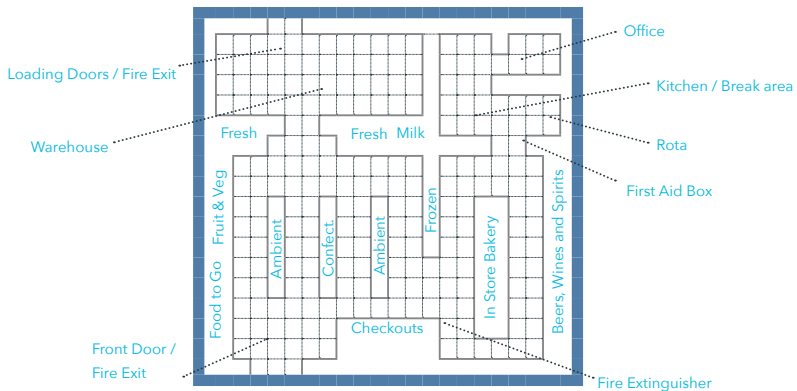 Office
Loading Doors / Fire Exit
Kitchen / Break area
Fresh
Fresh Milk
Warehouse
Rota
First Aid Box
Fruit & Veg
Food to Go
Ambient
Confect.
Ambient
Frozen
In Store Bakery
Beers, Wines and Spirits
Checkouts
Front Door /
Fire Exit
Fire Extinguisher